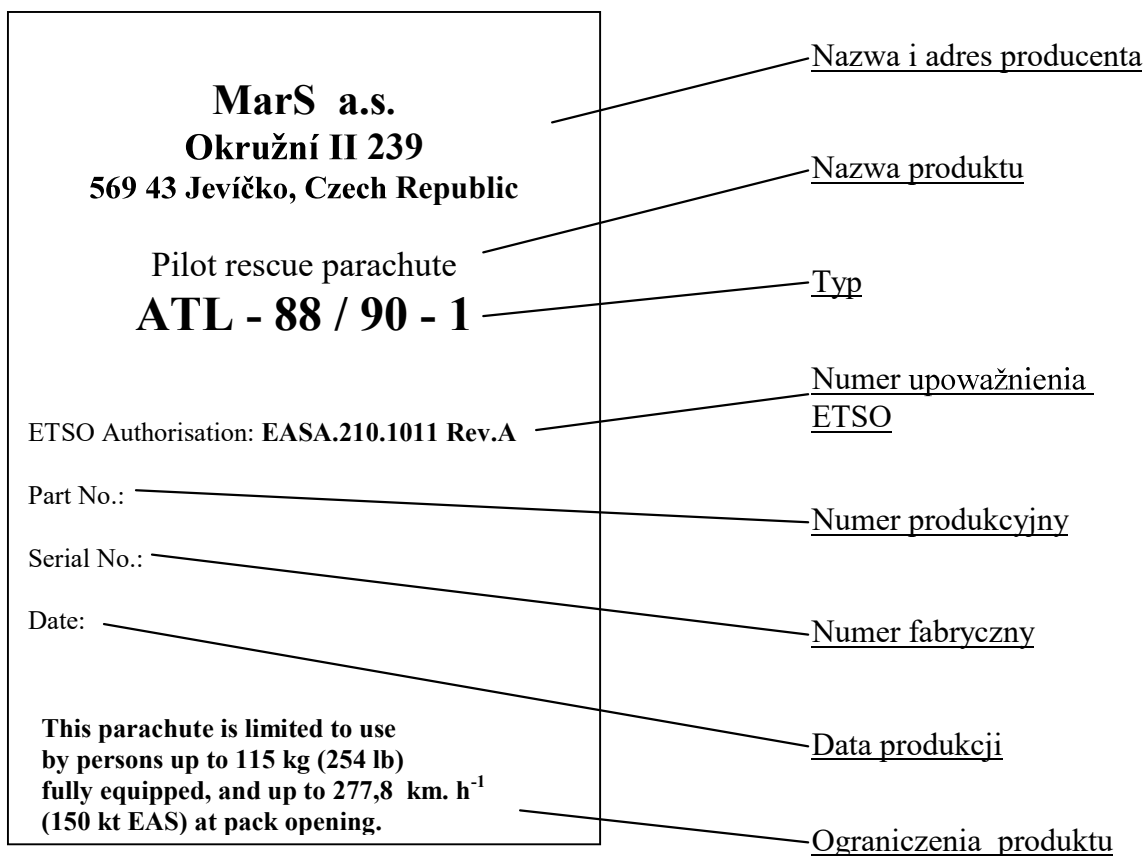 MarS a.s.
Okružní II 239
569 43 Jevíčko, Czech Republic
Pilot rescue parachute
ATL - 88 / 90 - 1
ETSO Authorisation: EASA.210.1011 Rev.A
Part No.:
Serial No.:
Date:
This parachute is limited to use
by persons up to 115 kg (254 lb)
fully equipped, and up to 277,8 km. h⁻¹
(150 kt EAS) at pack opening.
Nazwa i adres producenta
Nazwa produktu
Typ
Numer upoważnienia
ETSO
Numer produkcyjny
Numer fabryczny
Data produkcji
Ograniczenia produktu